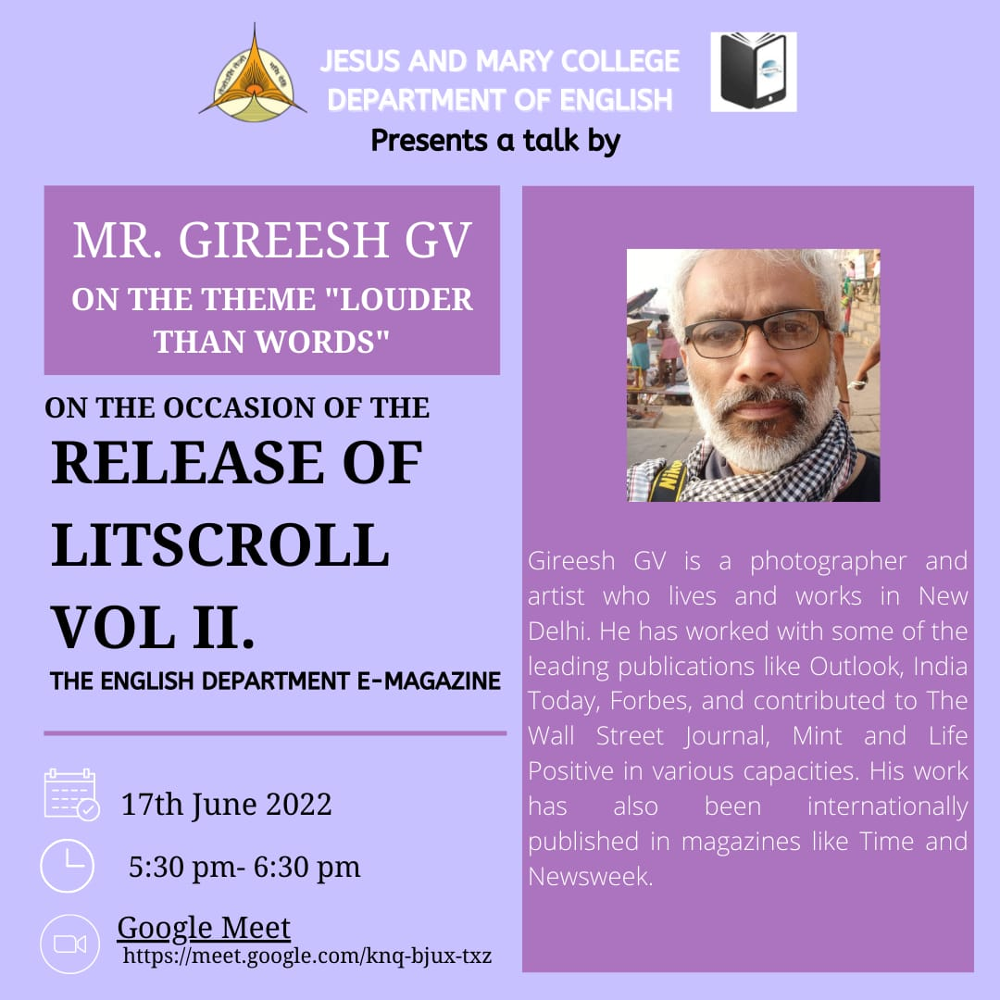 JESUS AND MARY COLLEGE
DEPARTMENT OF ENGLISH
Presents a talk by
MR. GIREESH GV
ON THE THEME "LOUDER
THAN WORDS"
ON THE OCCASION OF THE
RELEASE OF
LITSCROLL
VOL II.
THE ENGLISH DEPARTMENT E-MAGAZINE
17th June 2022
5:30 pm- 6:30 pm
Google Meet
https://meet.google.com/knq-bjux-txz
Nikon
Gireesh GV is a photographer and
artist who lives and works in New
Delhi. He has worked with some of the
leading publications like Outlook, India
Today, Forbes, and contributed to The
Wall Street Journal, Mint and Life
Positive in various capacities. His work
has also been internationally
published in magazines like Time and
Newsweek.